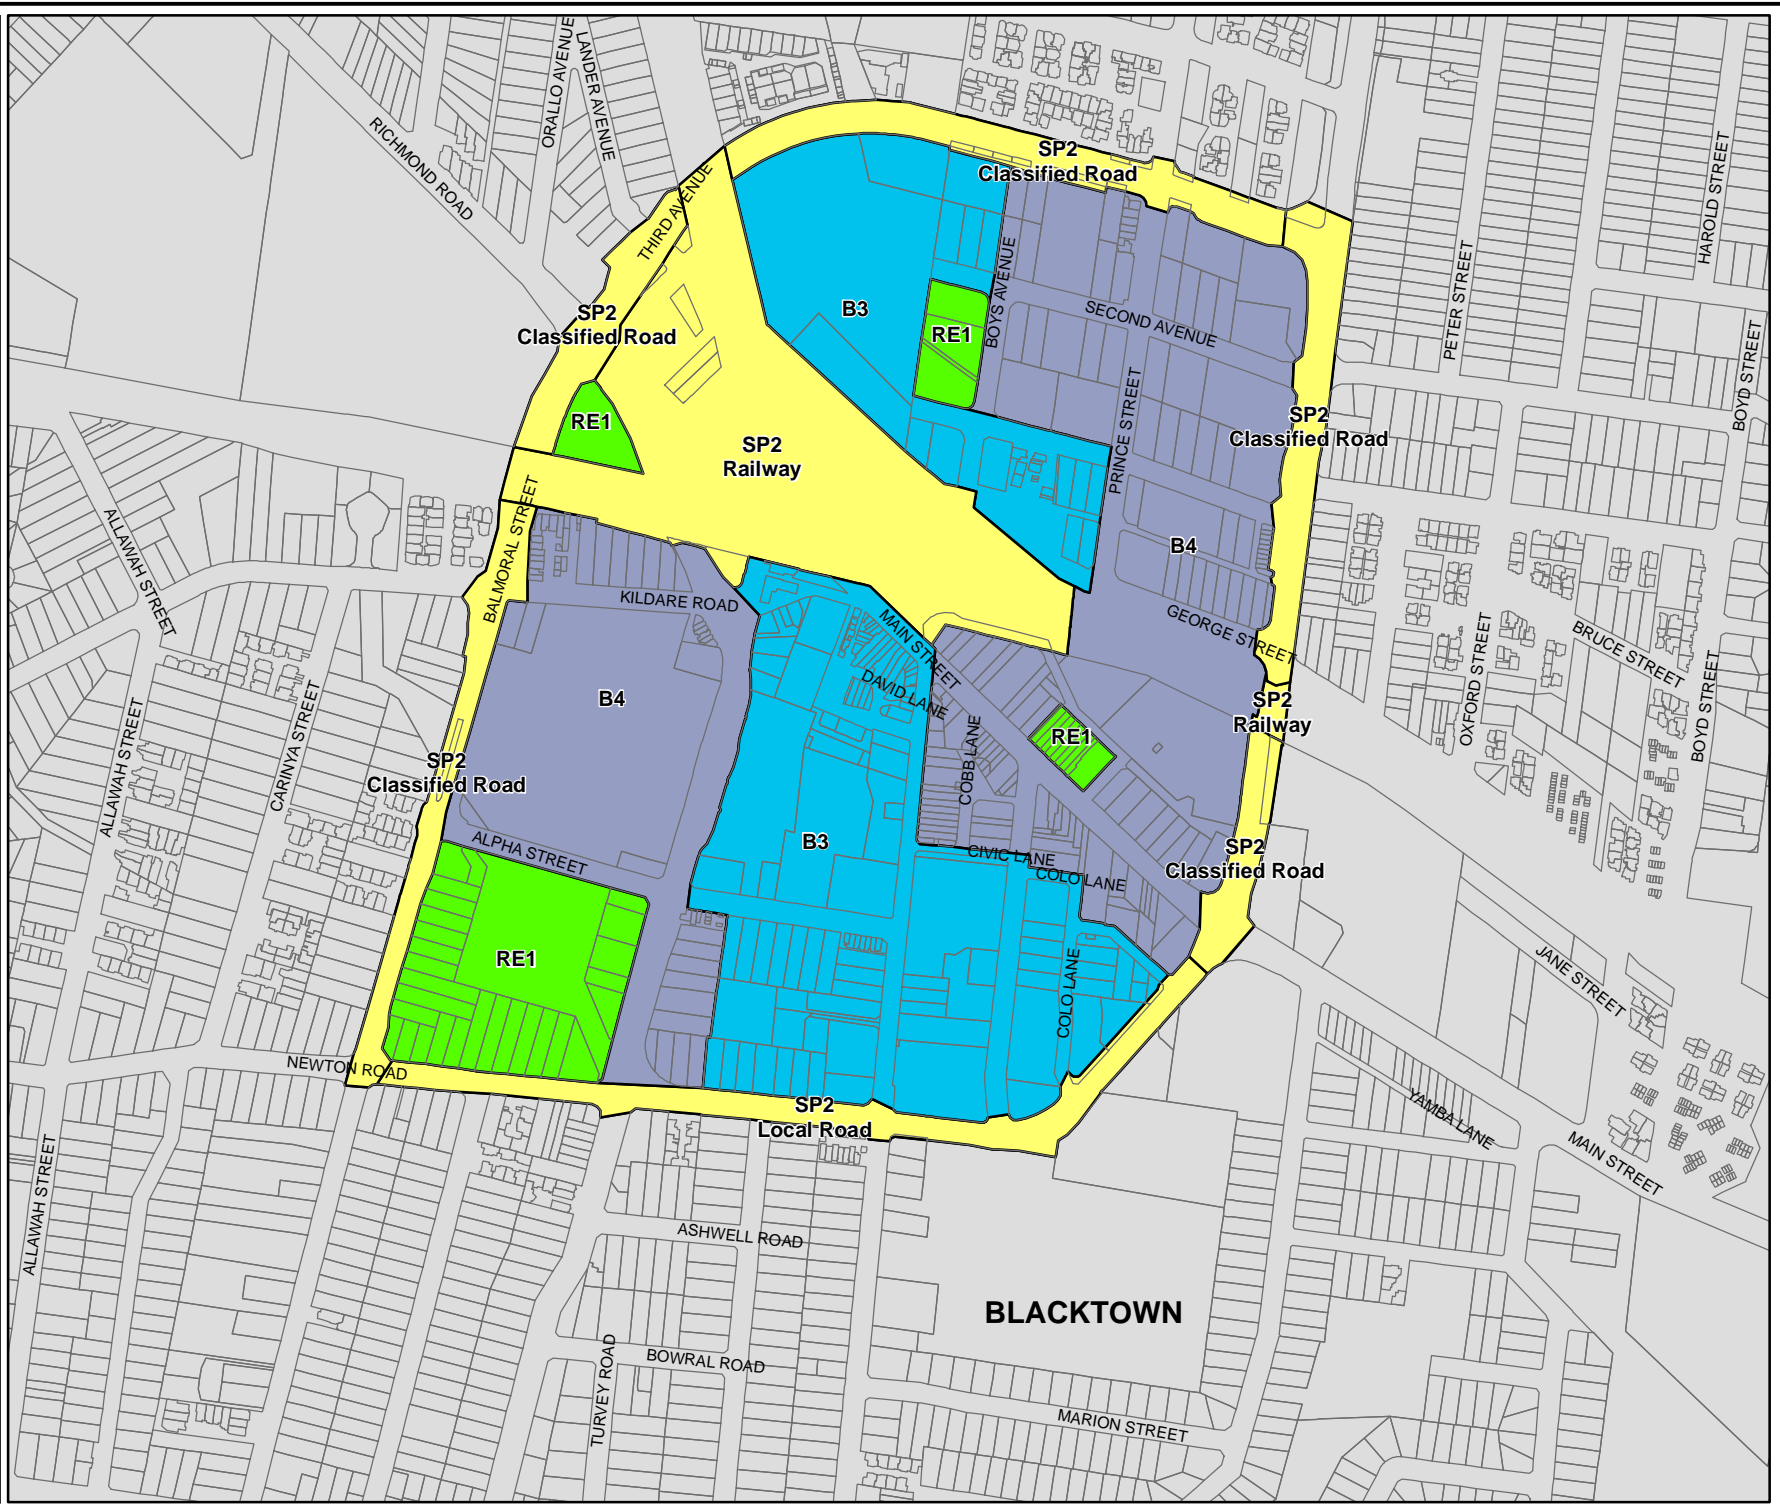 ORALLO AVENUE
LANDER AVENUE
RICHMOND ROAD
THIRD AVENUE
SP2
Classified Road
HAROLD STREET
PETER STREET
BOYD STREET
SP2
Classified Road
B3
RE1
BOYS AVENUE
SECOND AVENUE
PRINCE STREET
SP2
Classified Road
RE1
SP2
Railway
B4
BALMORAL STREET
ALLAWAH STREET
KILDARE ROAD
MAIN STREET
GEORGE STREET
BRUCE STREET
OXFORD STREET
BOYD STREET
DAVID LANE
B4
SP2
Railway
RE1
COBB LANE
CARINYA STREET
ALLAWAH STREET
SP2
Classified Road
B3
ALPHA STREET
CIVIC LANE
COLO LANE
SP2
Classified Road
RE1
COLO LANE
JANE STREET
NEWTON ROAD
SP2
Local Road
YAMBA LANE
MAIN STREET
ALLAWAH STREET
ASHWELL ROAD
BLACKTOWN
TURVEY ROAD
BOWRAL ROAD
MARION STREET